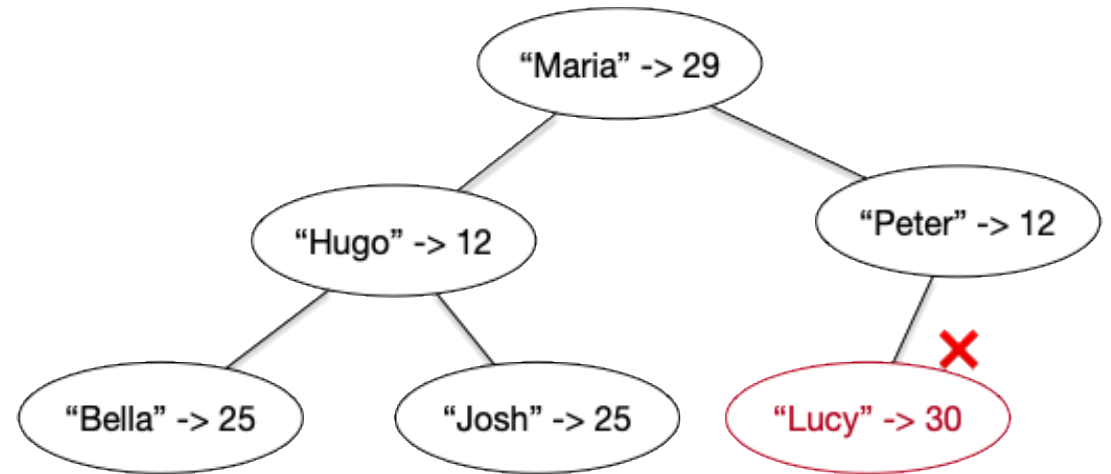 “Maria” -> 29
“Hugo” -> 12
“Peter” -> 12
“Bella” -> 25
“Josh” -> 25
“Lucy” -> 30